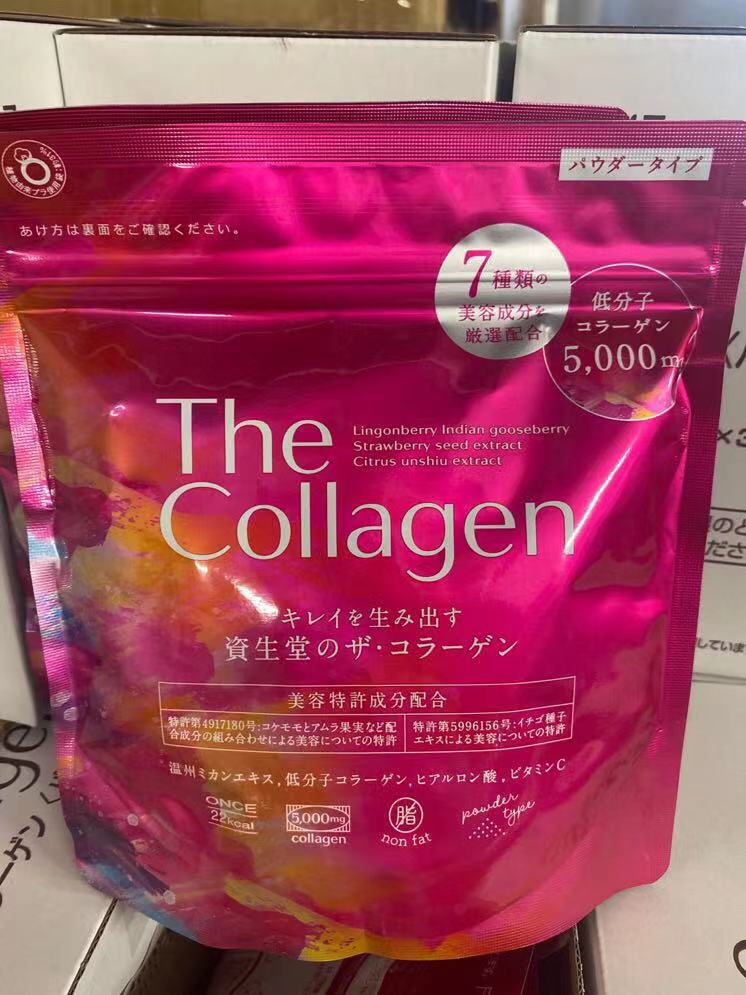 パウダータイプ
あけ方は裏面をご確認ください。
7種類の
美容成分を
厳選配合
低分子
コラーゲン
5,000m
The
Collagen
Lingonberry Indian gooseberry
Strawberry seed extract
Citrus unshiu extract
キレイを生み出す
資生堂のザ・コラーゲン
美容特許成分配合
特許第4917180号:コケモモとアムラ果実など配
合成分の組み合わせによる美容についての特許
特許第5996156号:イチゴ種子
エキスによる美容についての特許
温州ミカンエキス,低分子コラーゲン,ヒアルロン酸,ビタミンC
ONCE
22kcal
5,000mg
collagen
脂
non fat
powder
type